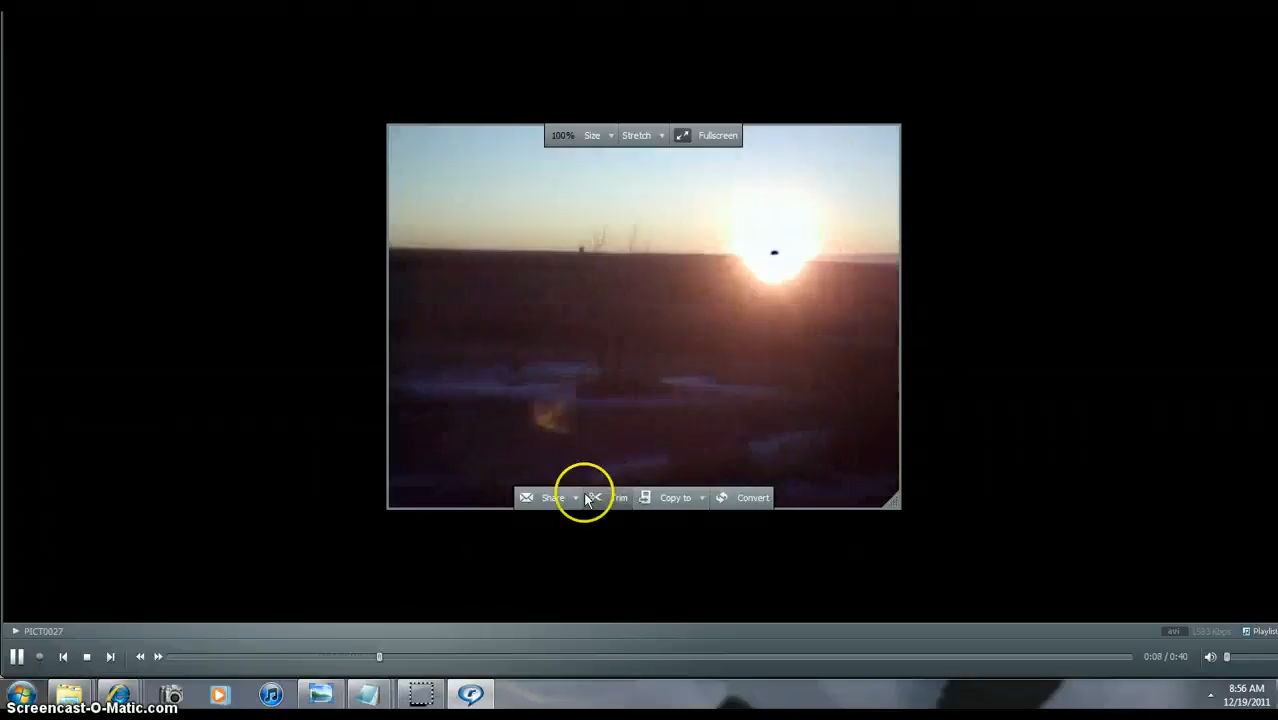 100% Size Stretch Fullscreen
Share Trim Copy to Convert
PICT0027
avi
Playlist
0:08 / 0:40
8:56 AM
12/19/2011
Screencast-O-Matic.com